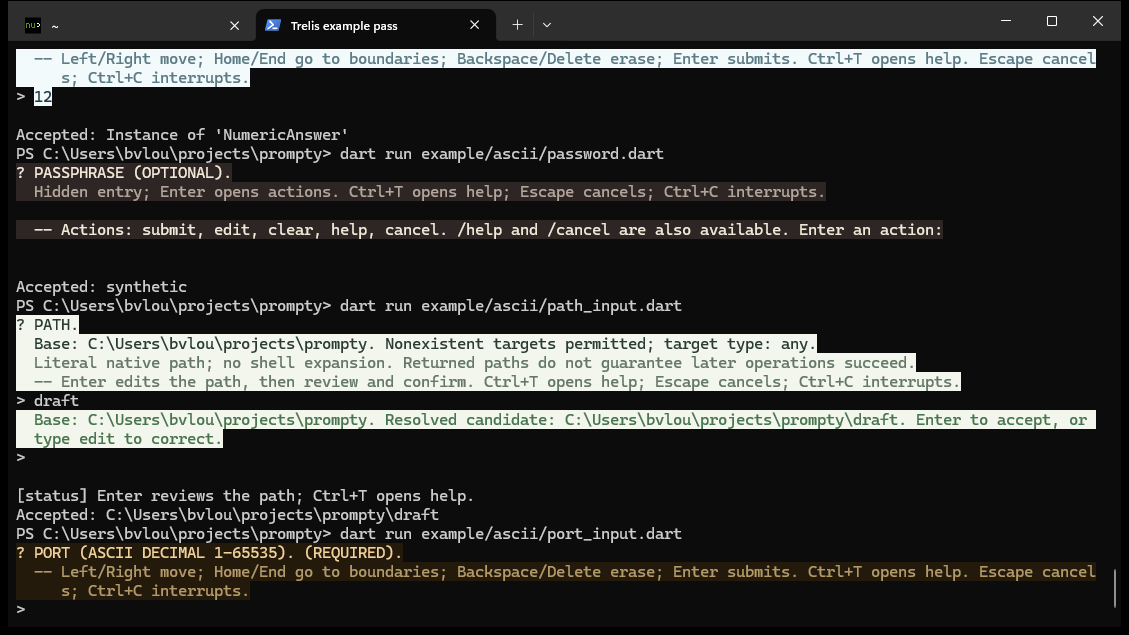 nu> ~
Trelis example pass
-- Left/Right move; Home/End go to boundaries; Backspace/Delete erase; Enter submits. Ctrl+T opens help. Escape cancel
s; Ctrl+C interrupts.
> 12
Accepted: Instance of 'NumericAnswer'
PS C:\Users\bvlou\projects\prompty> dart run example/ascii/password.dart
? PASSPHRASE (OPTIONAL).
Hidden entry; Enter opens actions. Ctrl+T opens help; Escape cancels; Ctrl+C interrupts.
-- Actions: submit, edit, clear, help, cancel. /help and /cancel are also available. Enter an action:
Accepted: synthetic
PS C:\Users\bvlou\projects\prompty> dart run example/ascii/path_input.dart
? PATH.
Base: C:\Users\bvlou\projects\prompty. Nonexistent targets permitted; target type: any.
Literal native path; no shell expansion. Returned paths do not guarantee later operations succeed.
-- Enter edits the path, then review and confirm. Ctrl+T opens help; Escape cancels; Ctrl+C interrupts.
> draft
Base: C:\Users\bvlou\projects\prompty. Resolved candidate: C:\Users\bvlou\projects\prompty\draft. Enter to accept, or
type edit to correct.
>
[status] Enter reviews the path; Ctrl+T opens help.
Accepted: C:\Users\bvlou\projects\prompty\draft
PS C:\Users\bvlou\projects\prompty> dart run example/ascii/port_input.dart
? PORT (ASCII DECIMAL 1-65535). (REQUIRED).
-- Left/Right move; Home/End go to boundaries; Backspace/Delete erase; Enter submits. Ctrl+T opens help. Escape cancel
s; Ctrl+C interrupts.
>